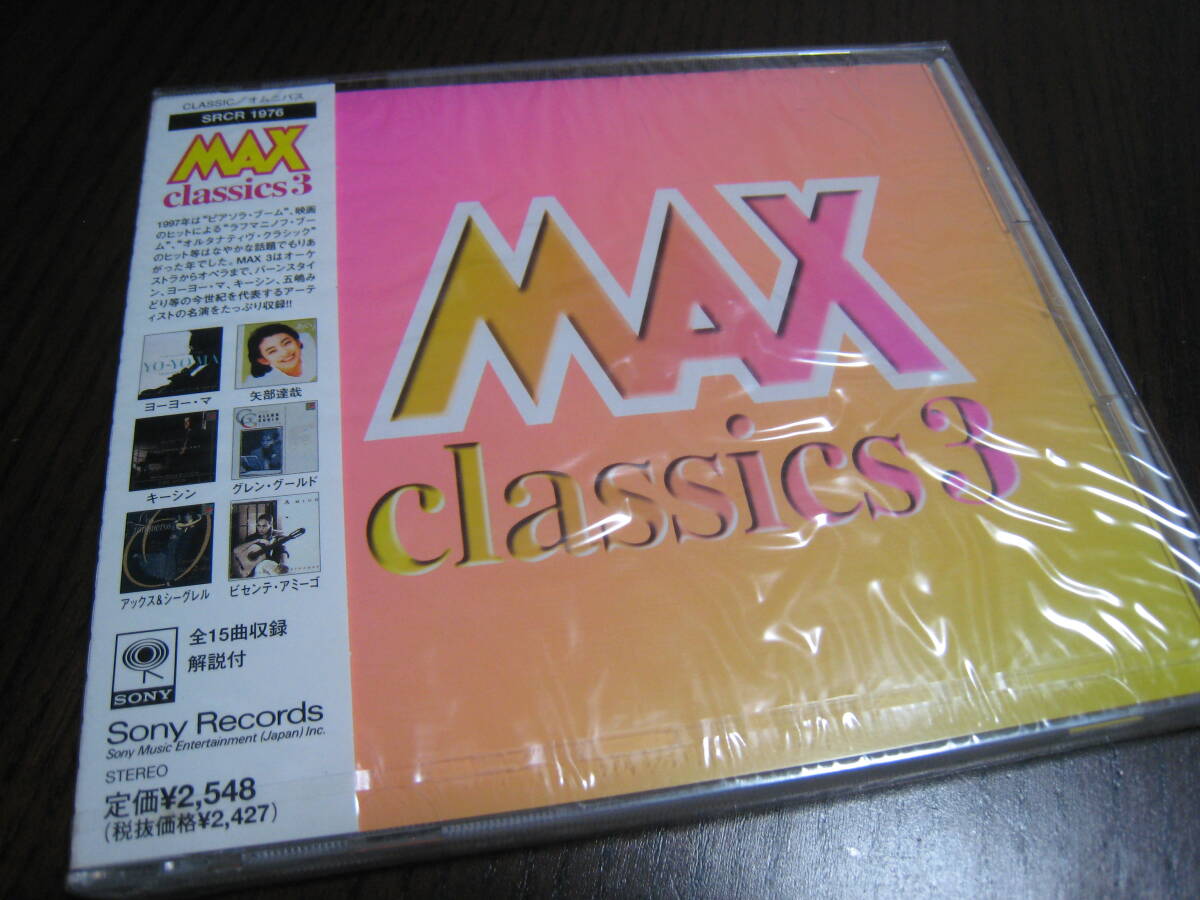 CLASSIC/オムニバス
SRCR 1976
MAX
classics 3
1997年は"ピアソラ・ブーム"、映画
のヒットによる"ラフマニノフ・ブー
ム"、"オルタナティヴ・クラシック"
のヒット等はなやかな話題でもりあ
がった年でした。MAX 3はオーケ
ストラからオペラまで、バーンスタイ
ン、ヨーヨー・マ、キーシン、五嶋み
どり等の今世紀を代表するアーテ
ィストの名演をたっぷり収録!!
YO-YO MA
ヨーヨー・マ
矢部達哉
キーシン
GLENN GOULD
グレン・グールド
アックス&シーグレル
AMIGO
ビセンテ・アミーゴ
SONY
全15曲収録
解説付
Sony Records
Sony Music Entertainment (Japan) Inc.
STEREO
定価¥2,548
(税抜価格¥2,427)
MAX
classics 3